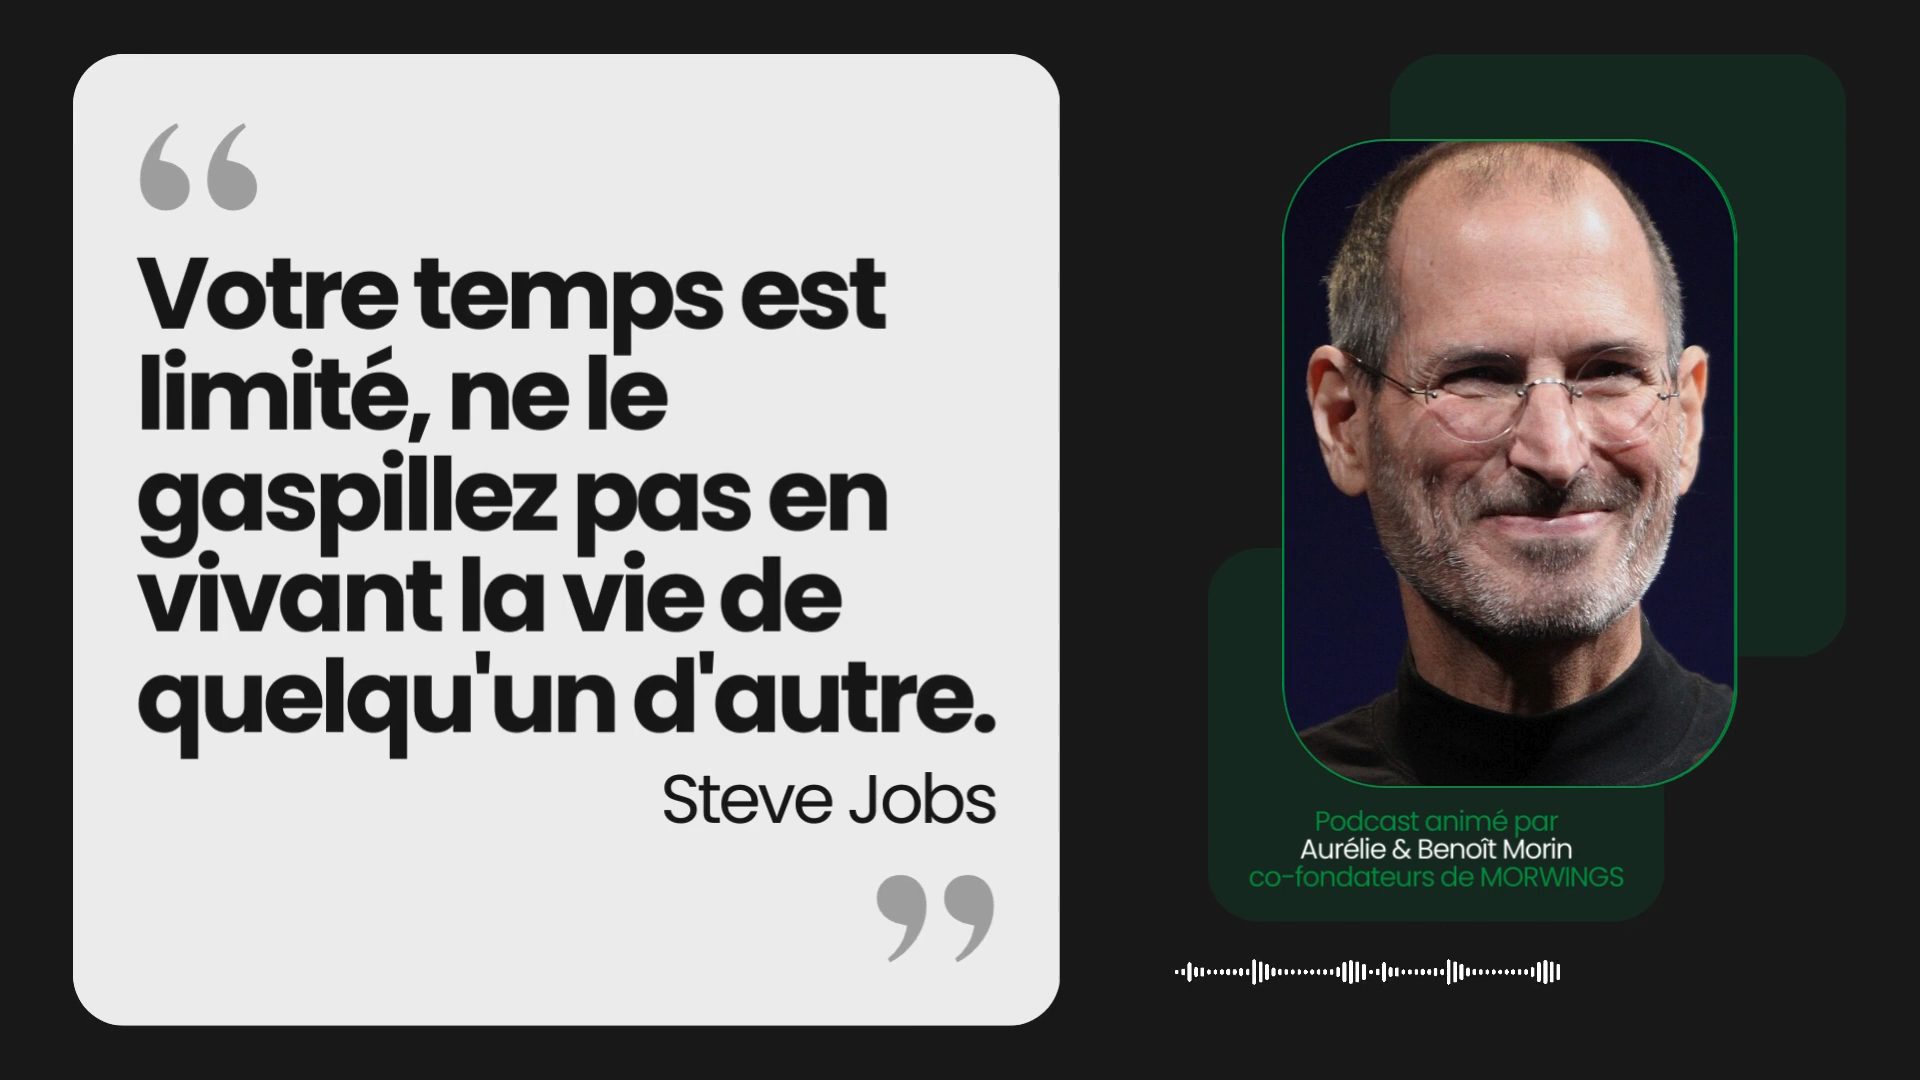 “
Votre temps est
limité, ne le
gaspillez pas en
vivant la vie de
quelqu'un d'autre.
Steve Jobs
”
Podcast animé par
Aurélie & Benoît Morin
co-fondateurs de MORWINGS